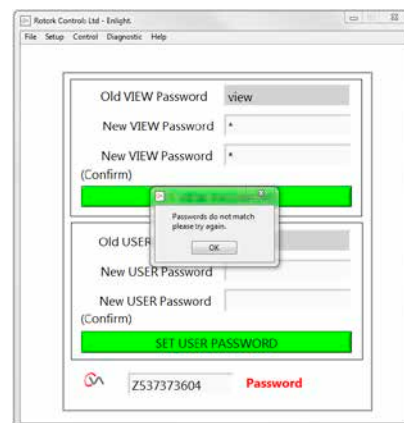 Rotork Controls Ltd - Enlight.
File Setup Control Diagnostic Help
Old VIEW Password view
New VIEW Password *
New VIEW Password *
(Confirm)
Passwords do not match
please try again.
OK
Old USER
New USER Password
New USER Password
(Confirm)
SET USER PASSWORD
Z537373604 Password